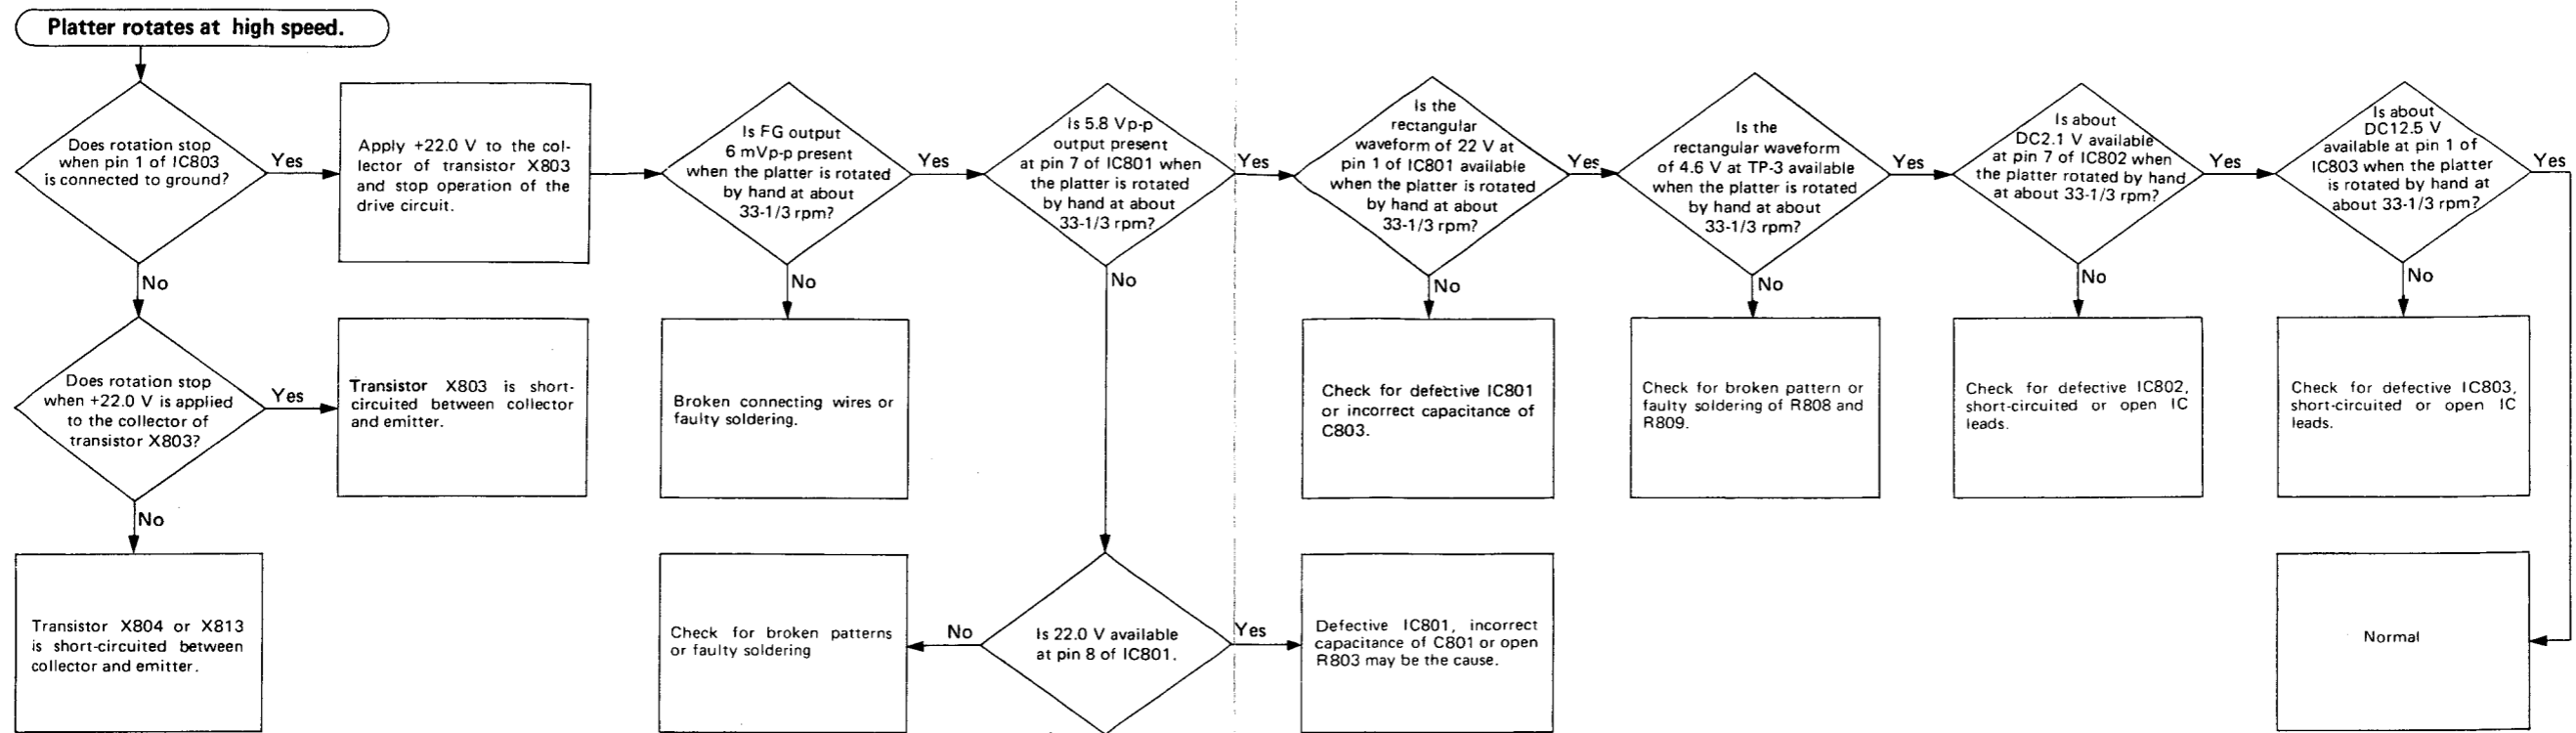 Platter rotates at high speed.
Does rotation stop
when pin 1 of IC803
is connected to ground?
Yes
No
Apply +22.0 V to the col-
lector of transistor X803
and stop operation of the
drive circuit.
Is FG output
6 mVp-p present
when the platter is rotated
by hand at about
33-1/3 rpm?
Yes
No
Is 5.8 Vp-p
output present
at pin 7 of IC801 when
the platter is rotated
by hand at about
33-1/3 rpm?
Yes
No
Is the
rectangular
waveform of 22 V at
pin 1 of IC801 available
when the platter is rotated
by hand at about
33-1/3 rpm?
Yes
No
Is the
rectangular waveform
of 4.6 V at TP-3 available
when the platter is rotated
by hand at about
33-1/3 rpm?
Yes
No
Is about
DC2.1 V available
at pin 7 of IC802 when
the platter rotated by hand
at about 33-1/3 rpm?
Yes
No
Is about
DC12.5 V
available at pin 1 of
IC803 when the platter
is rotated by hand at
about 33-1/3 rpm?
Yes
No
Does rotation stop
when +22.0 V is applied
to the collector of
transistor X803?
Yes
No
Transistor X803 is short-
circuited between collector
and emitter.
Broken connecting wires or
faulty soldering.
Check for defective IC801
or incorrect capacitance of
C803.
Check for broken pattern or
faulty soldering of R808 and
R809.
Check for defective IC802,
short-circuited or open IC
leads.
Check for defective IC803,
short-circuited or open IC
leads.
Transistor X804 or X813
is short-circuited between
collector and emitter.
Check for broken patterns
or faulty soldering
No
Is 22.0 V available
at pin 8 of IC801.
Yes
Defective IC801, incorrect
capacitance of C801 or open
R803 may be the cause.
Normal